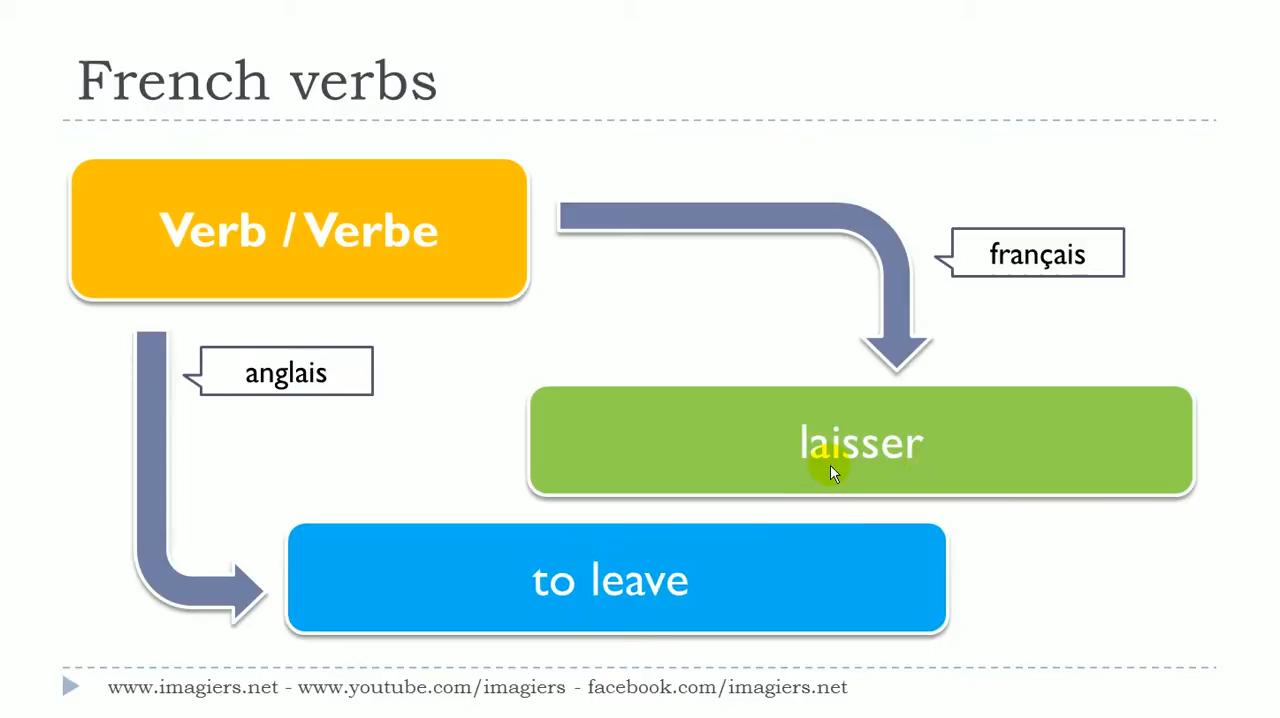 French verbs
Verb / Verbe
français
anglais
laisser
to leave
www.imagiers.net - www.youtube.com/imagiers - facebook.com/imagiers.net